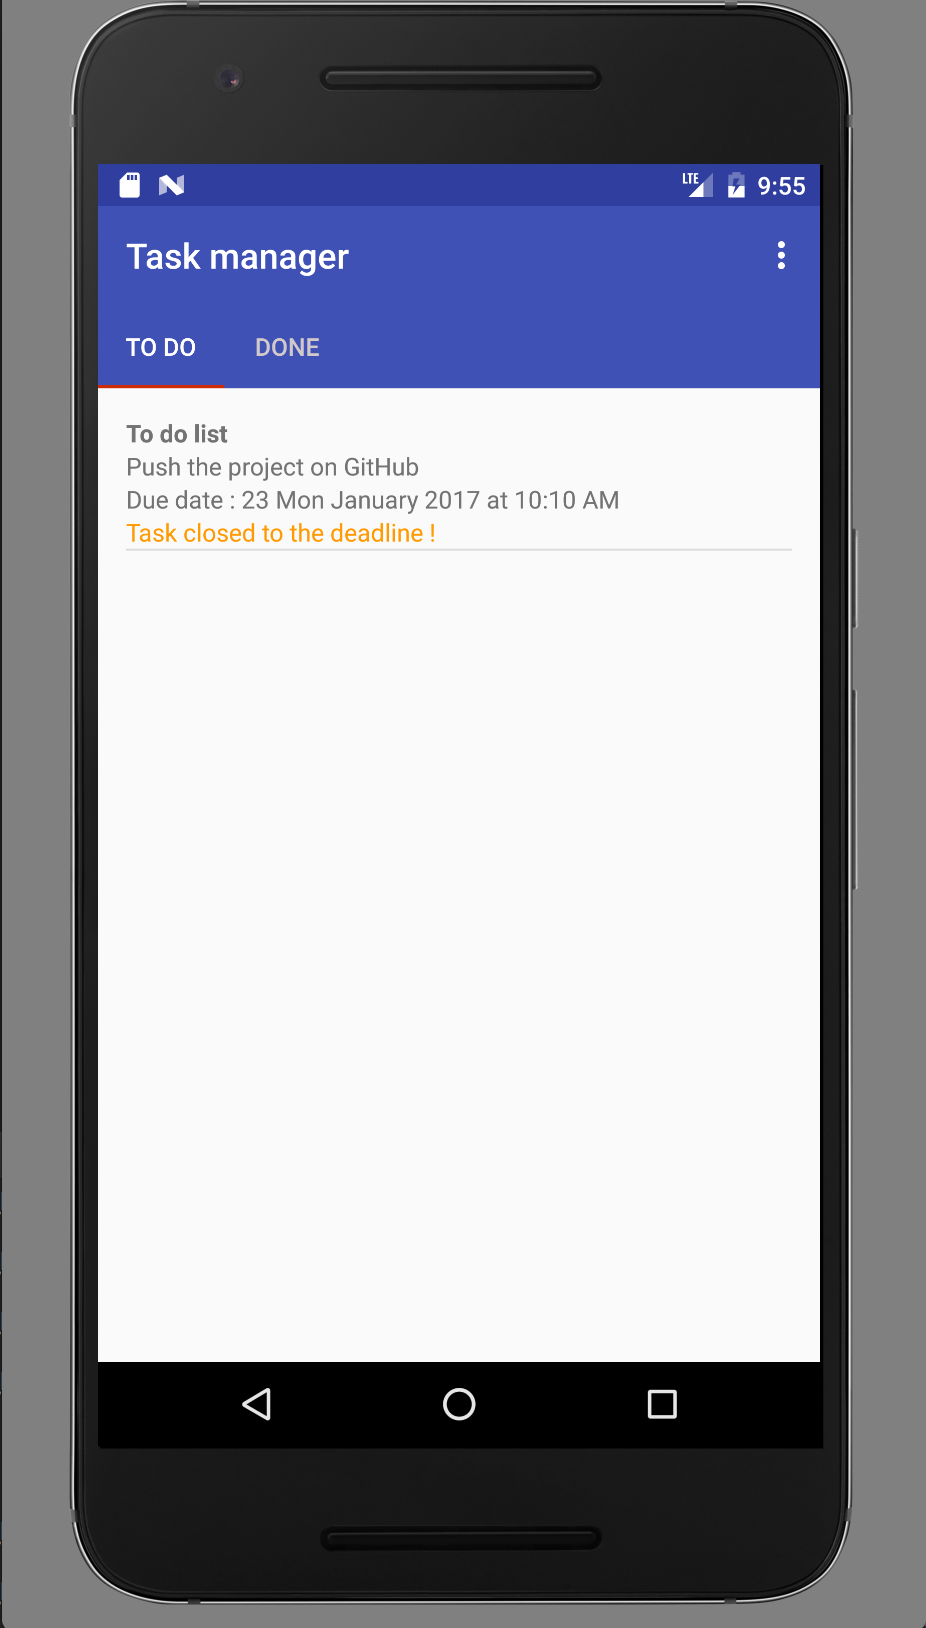 LTE 9:55
Task manager
TO DO DONE
To do list
Push the project on GitHub
Due date : 23 Mon January 2017 at 10:10 AM
Task closed to the deadline !